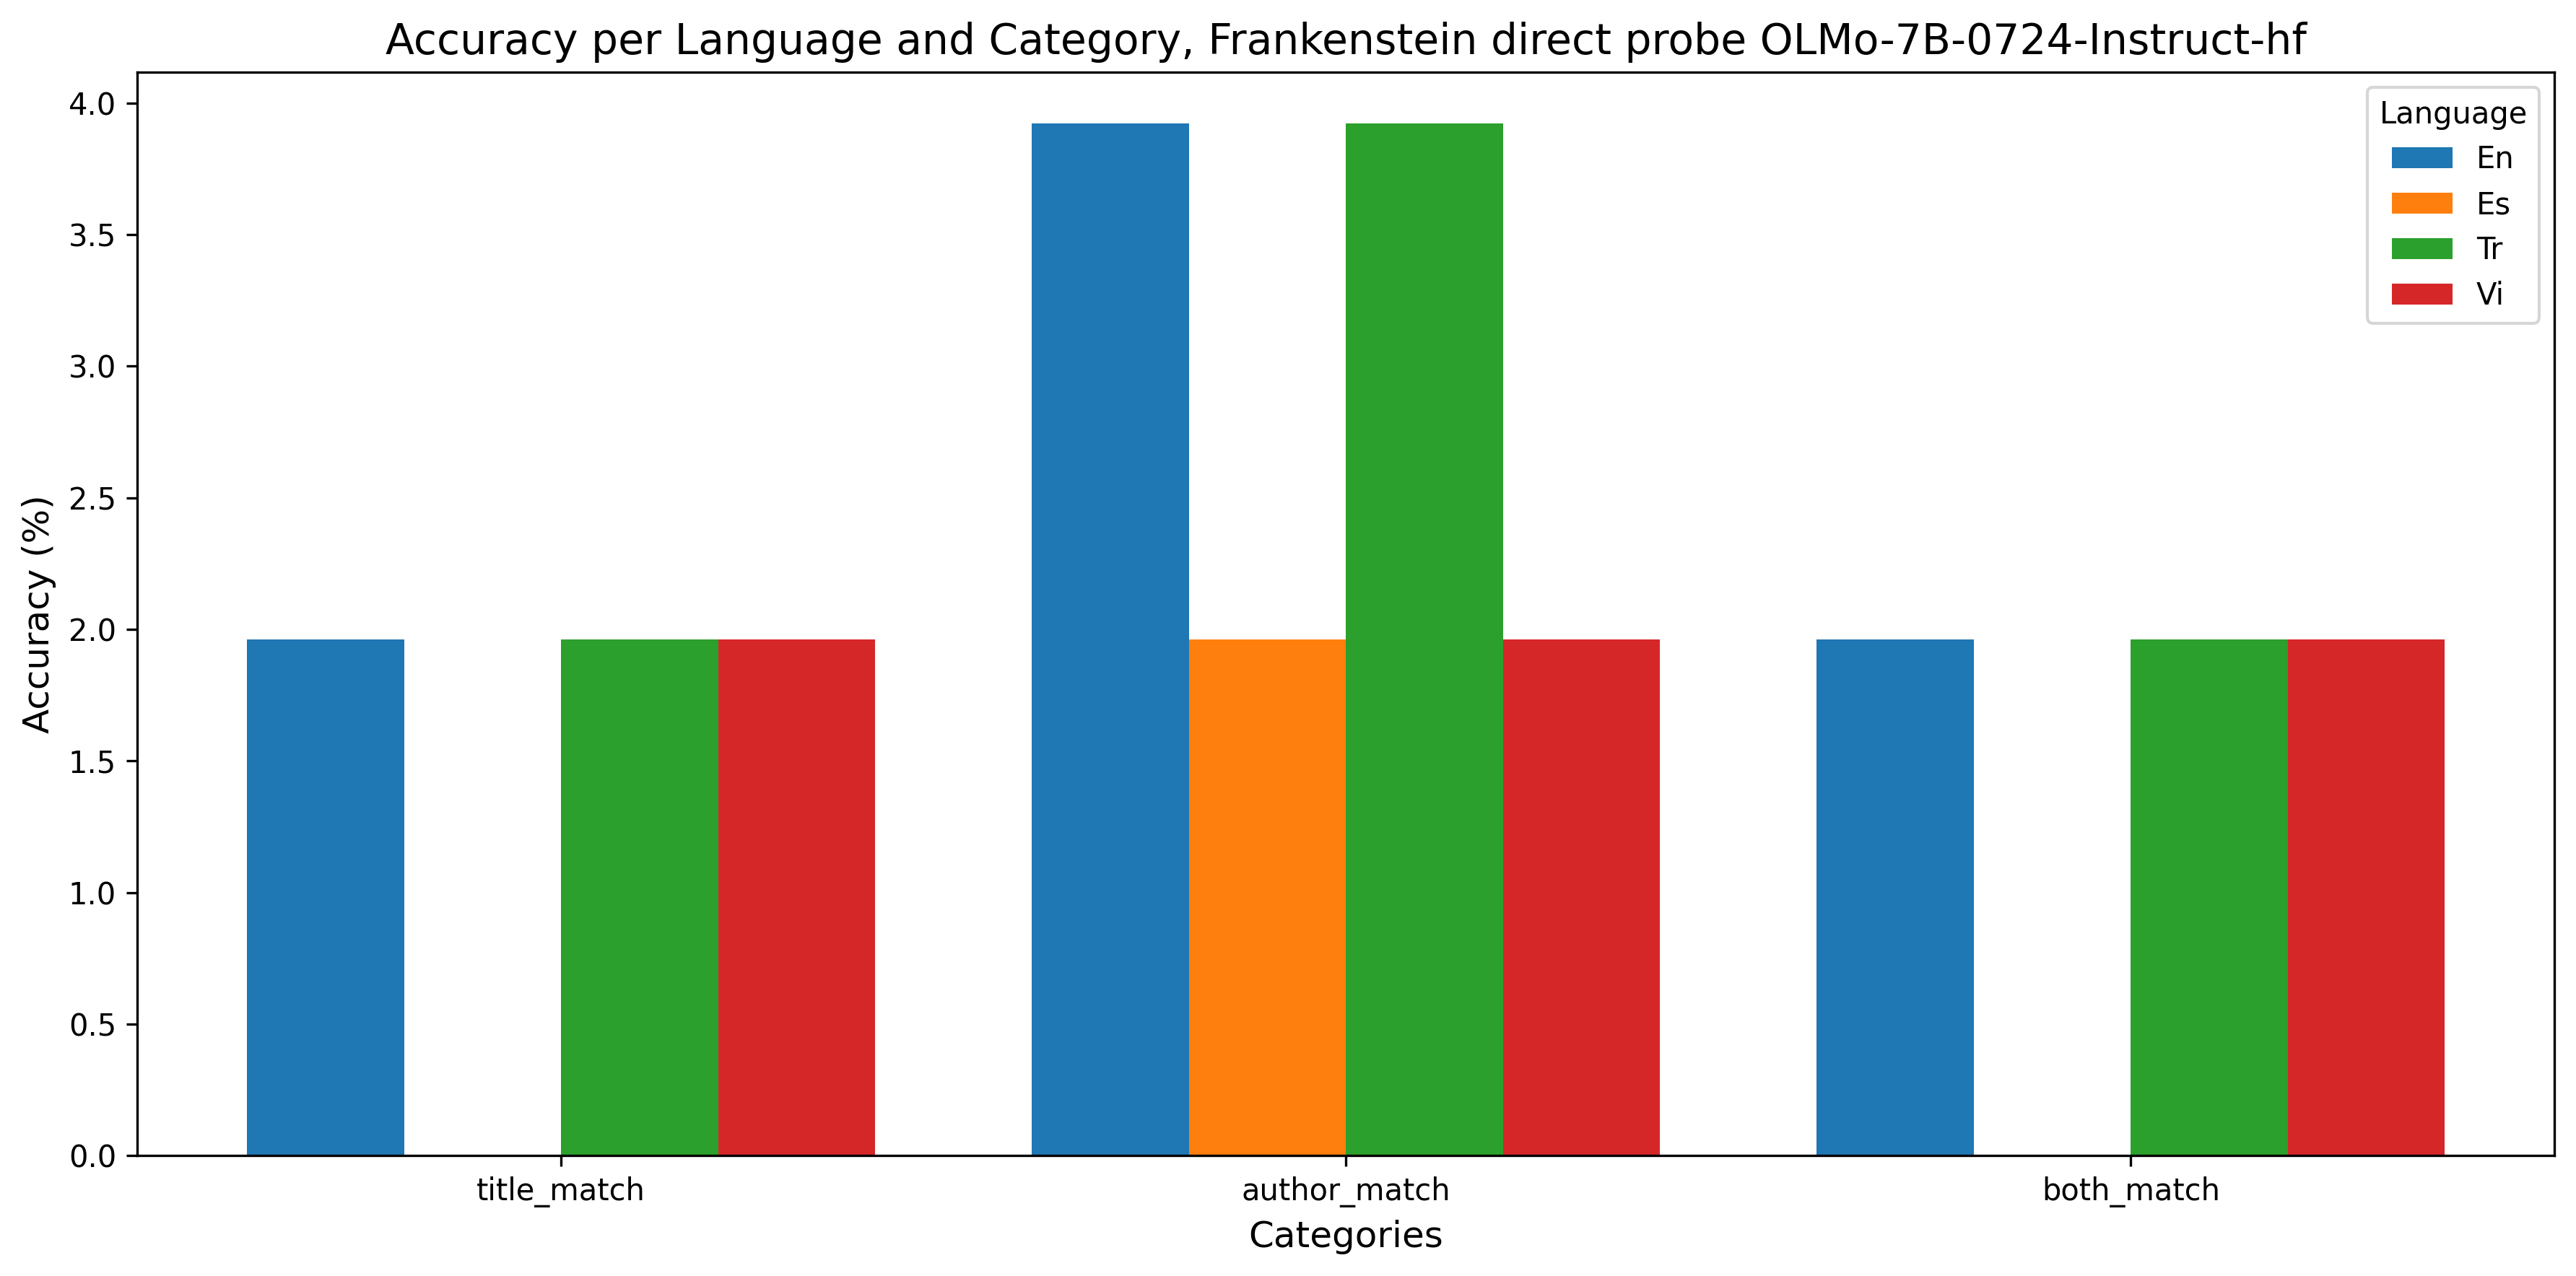 Accuracy per Language and Category, Frankenstein direct probe OLMo-7B-0724-Instruct-hf
Accuracy (%)
4.0
3.5
3.0
2.5
2.0
1.5
1.0
0.5
0.0
Language
En
Es
Tr
Vi
title_match
author_match
both_match
Categories